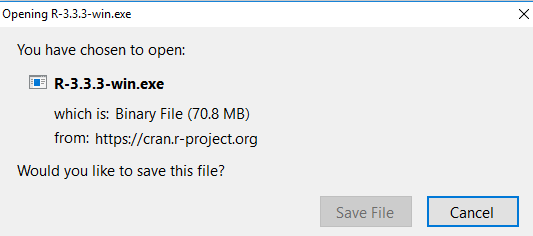 Opening R-3.3.3-win.exe
You have chosen to open:
R-3.3.3-win.exe
which is: Binary File (70.8 MB)
from: https://cran.r-project.org
Would you like to save this file?
Save File Cancel